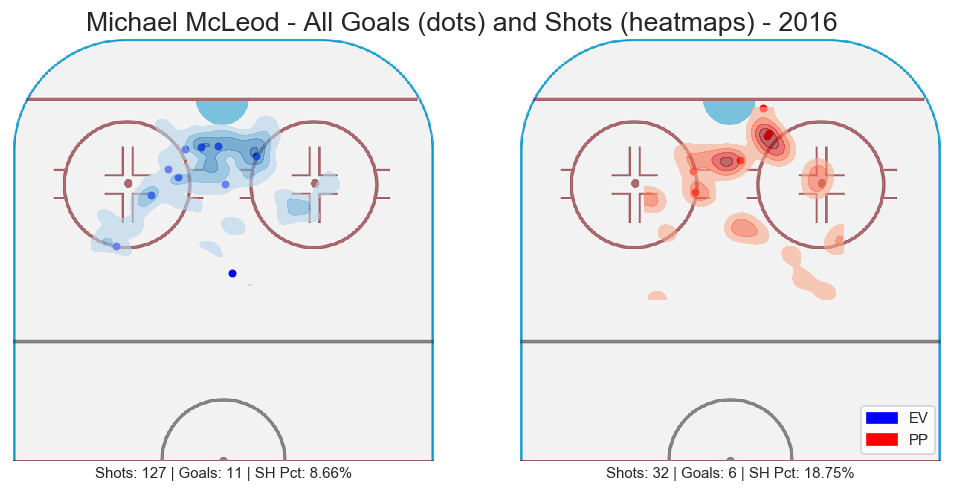 Michael McLeod - All Goals (dots) and Shots (heatmaps) - 2016
EV
PP
Shots: 127 | Goals: 11 | SH Pct: 8.66%
Shots: 32 | Goals: 6 | SH Pct: 18.75%